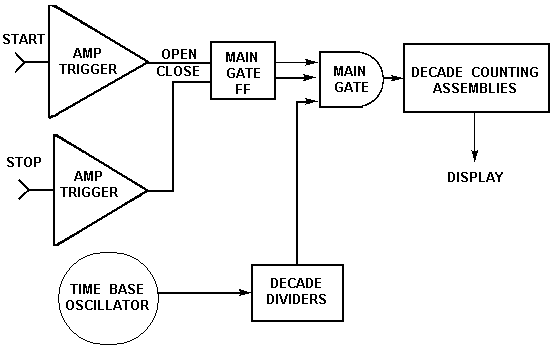 START
AMP
TRIGGER
OPEN
CLOSE
MAIN
GATE
FF
MAIN
GATE
DECADE COUNTING
ASSEMBLIES
STOP
AMP
TRIGGER
DISPLAY
TIME BASE
OSCILLATOR
DECADE
DIVIDERS